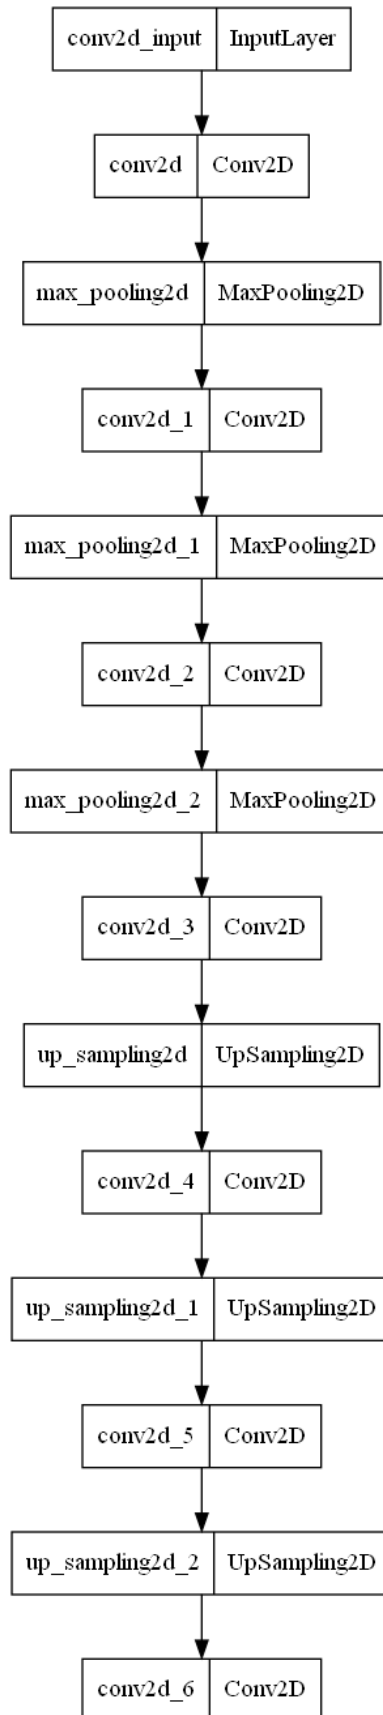 conv2d_input InputLayer
conv2d Conv2D
max_pooling2d MaxPooling2D
conv2d_1 Conv2D
max_pooling2d_1 MaxPooling2D
conv2d_2 Conv2D
max_pooling2d_2 MaxPooling2D
conv2d_3 Conv2D
up_sampling2d UpSampling2D
conv2d_4 Conv2D
up_sampling2d_1 UpSampling2D
conv2d_5 Conv2D
up_sampling2d_2 UpSampling2D
conv2d_6 Conv2D